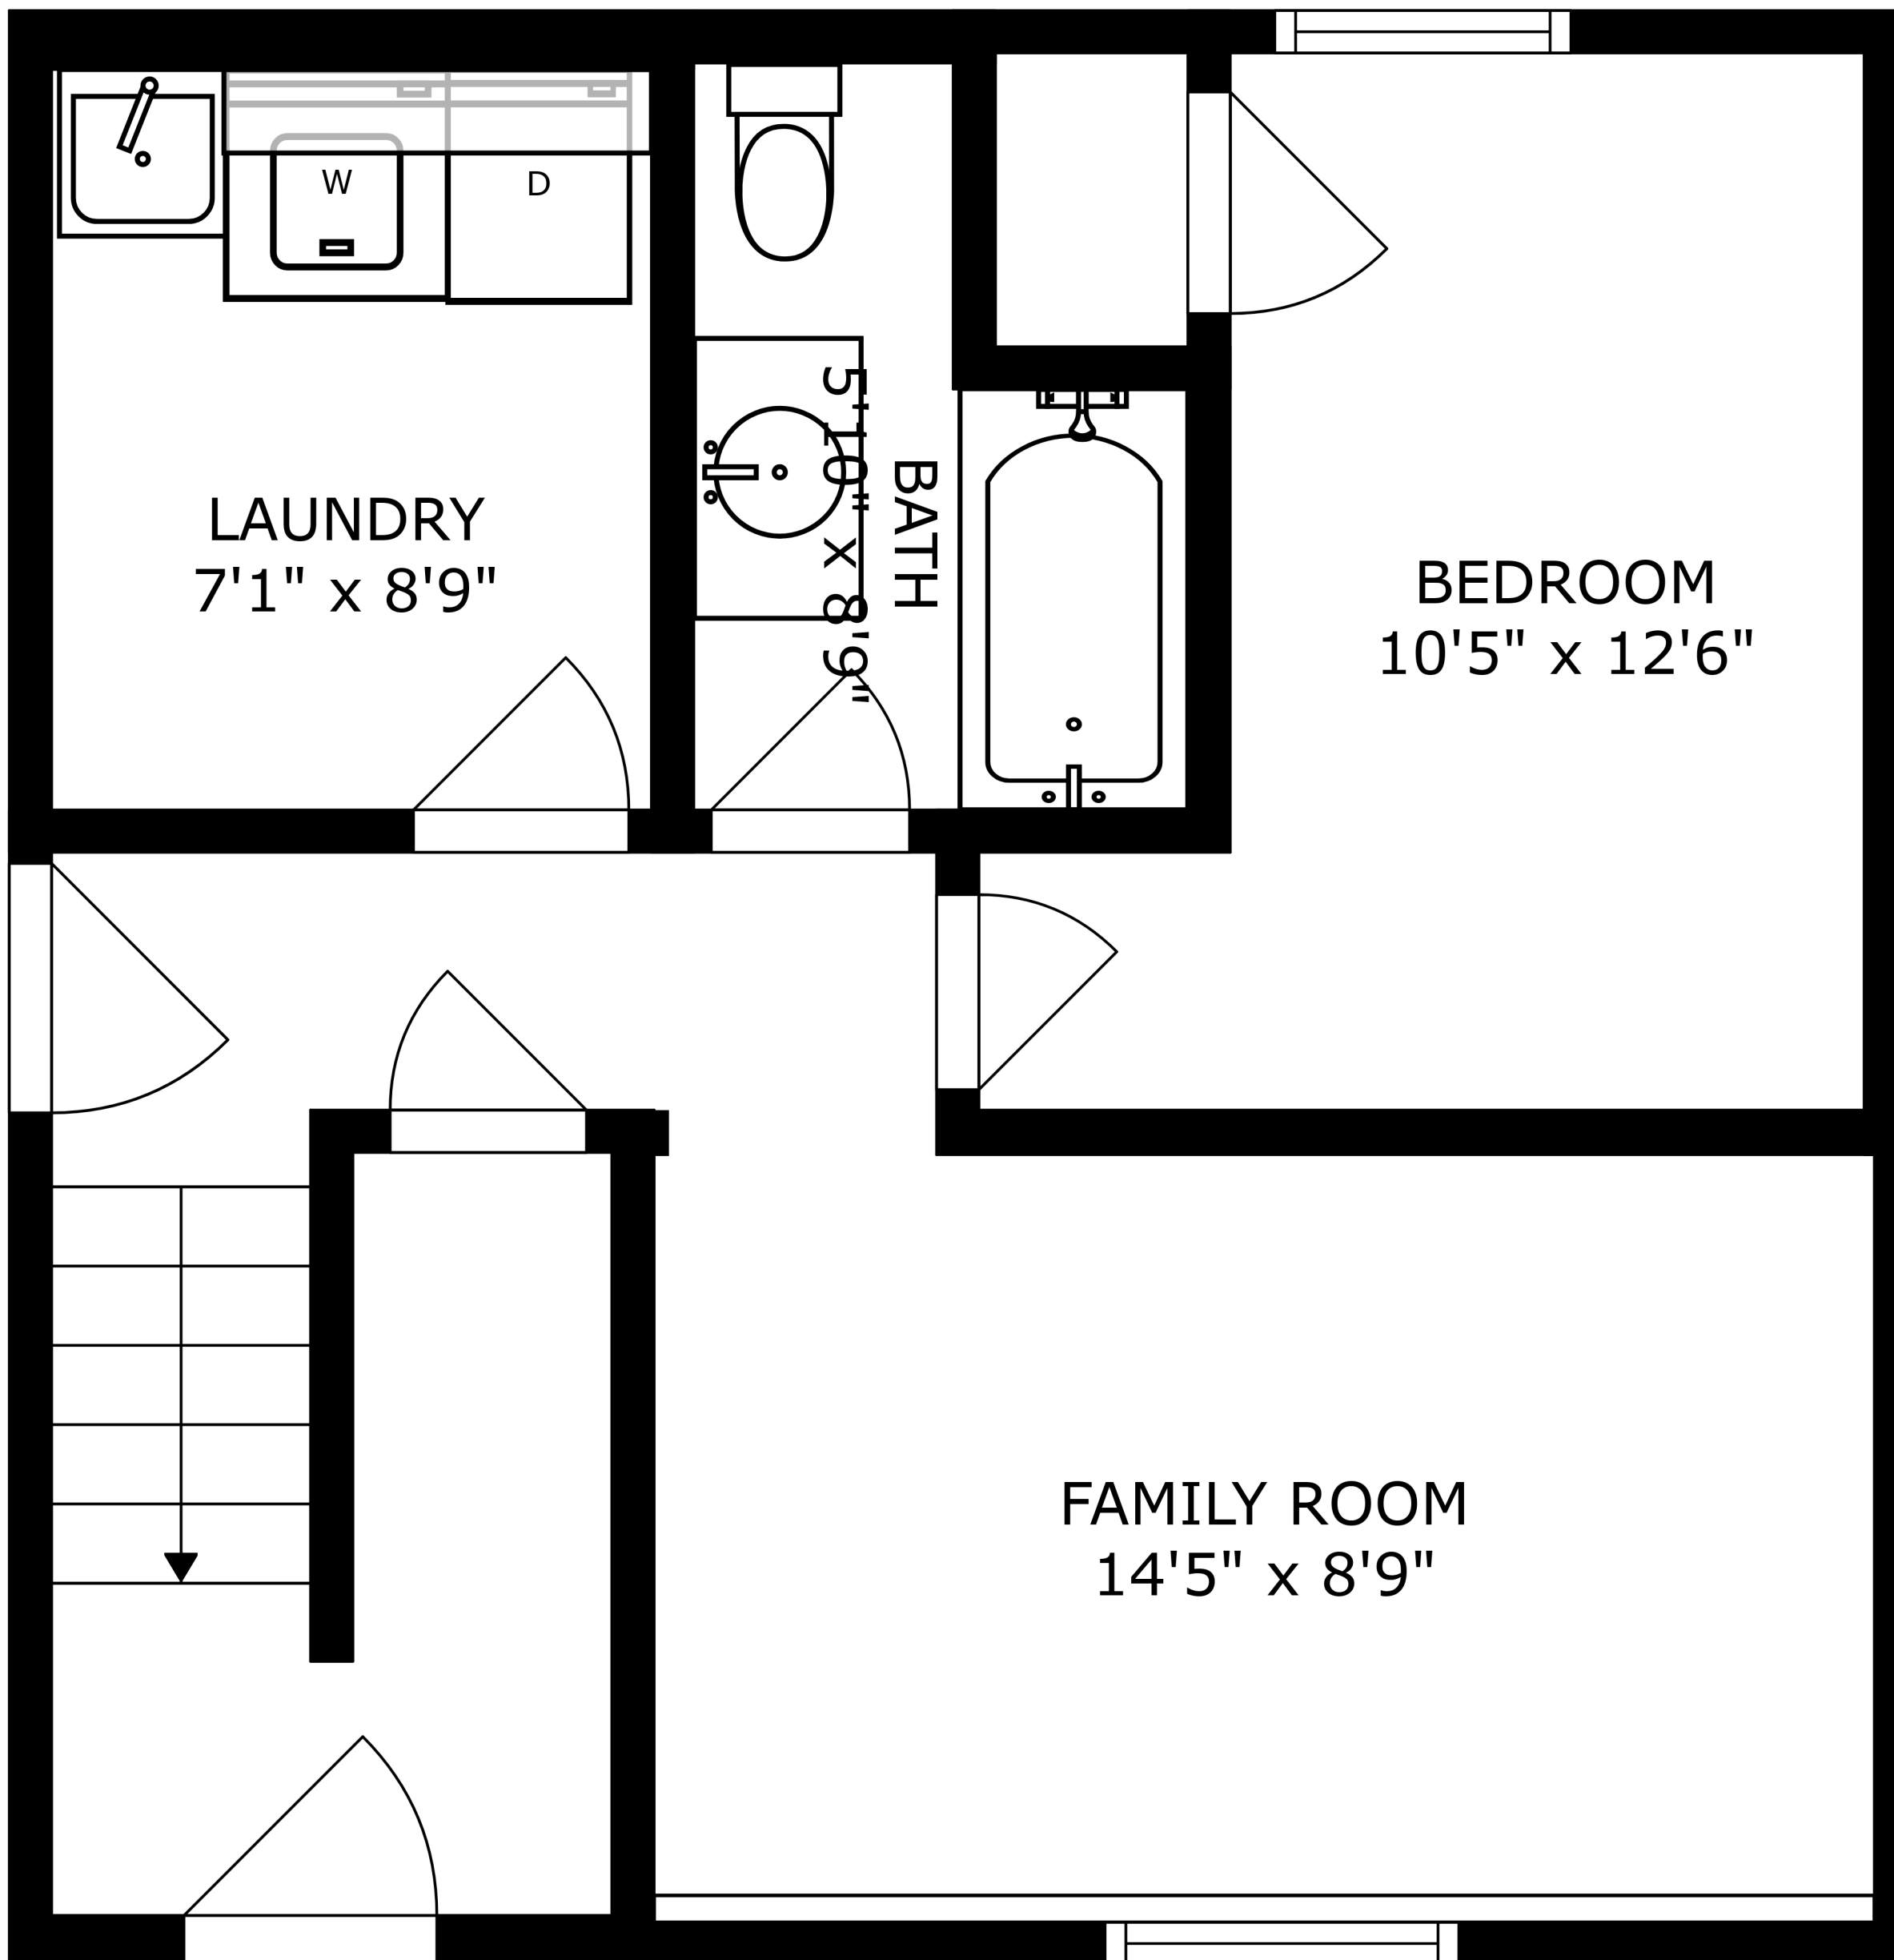 W
D
LAUNDRY
7'1" x 8'9"
BATH
5'10" x 8'9"
BEDROOM
10'5" x 12'6"
FAMILY ROOM
14'5" x 8'9"